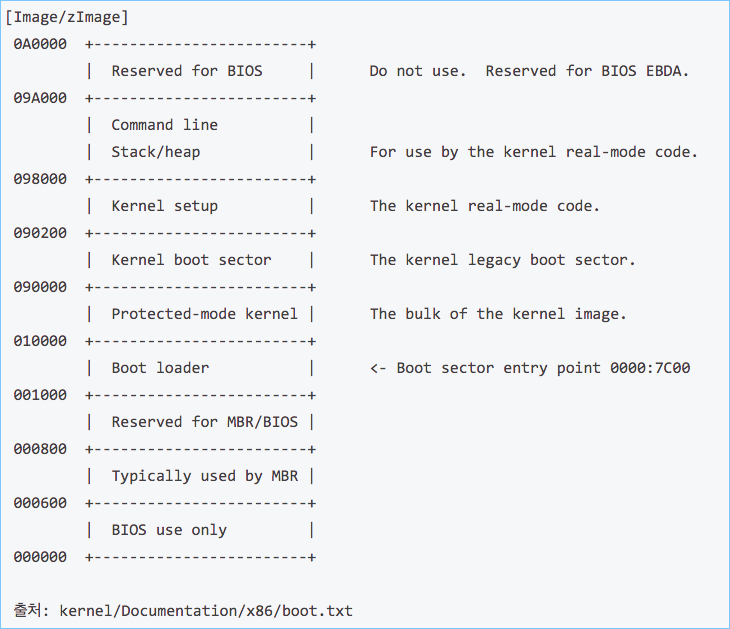 [Image/zImage]
0A0000 +------------------------+
| Reserved for BIOS | Do not use. Reserved for BIOS EBDA.
09A000 +------------------------+
| Command line |
| Stack/heap | For use by the kernel real-mode code.
098000 +------------------------+
| Kernel setup | The kernel real-mode code.
090200 +------------------------+
| Kernel boot sector | The kernel legacy boot sector.
090000 +------------------------+
| Protected-mode kernel | The bulk of the kernel image.
010000 +------------------------+
| Boot loader | <- Boot sector entry point 0000:7C00
001000 +------------------------+
| Reserved for MBR/BIOS |
000800 +------------------------+
| Typically used by MBR |
000600 +------------------------+
| BIOS use only |
000000 +------------------------+
출처: kernel/Documentation/x86/boot.txt